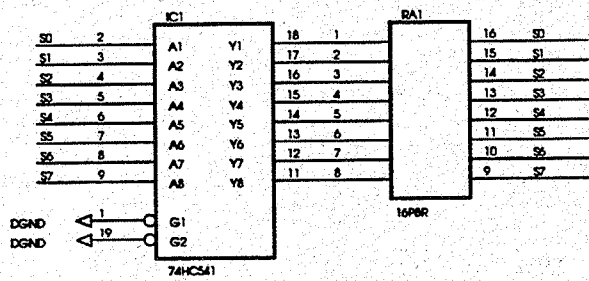 IC1 RA1
S0 2 A1 Y1 18 1 16 S0
S1 3 A2 Y2 17 2 15 S1
S2 4 A3 Y3 16 3 14 S2
S3 5 A4 Y4 15 4 13 S3
S4 6 A5 Y5 14 5 12 S4
S5 7 A6 Y6 13 6 11 S5
S6 8 A7 Y7 12 7 10 S6
S7 9 A8 Y8 11 8 9 S7
16P8R
DGND 1 G1
DGND 19 G2
74HC541